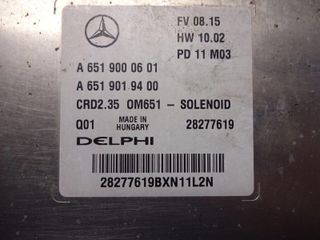 FV 08.15
HW 10.02
PD 11 M03
A 651 900 06 01
A 651 901 94 00
CRD2.35 OM651 - SOLENOID
Q01 MADE IN HUNGARY 28277619
DELPHI
28277619BXN11L2N